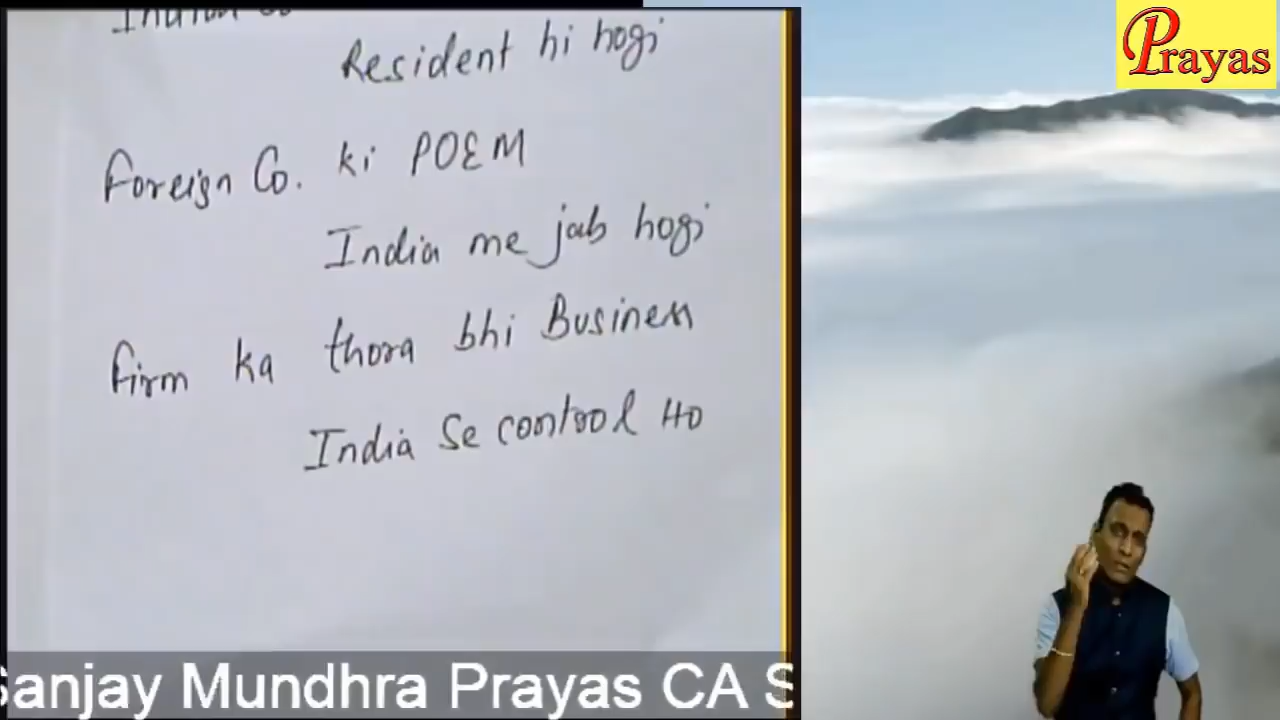 Resident hi hogi
Foreign Co. ki POEM
India me jab hogi
Firm ka thora bhi Business
India Se control Ho
Prayas
Sanjay Mundhra Prayas CA S